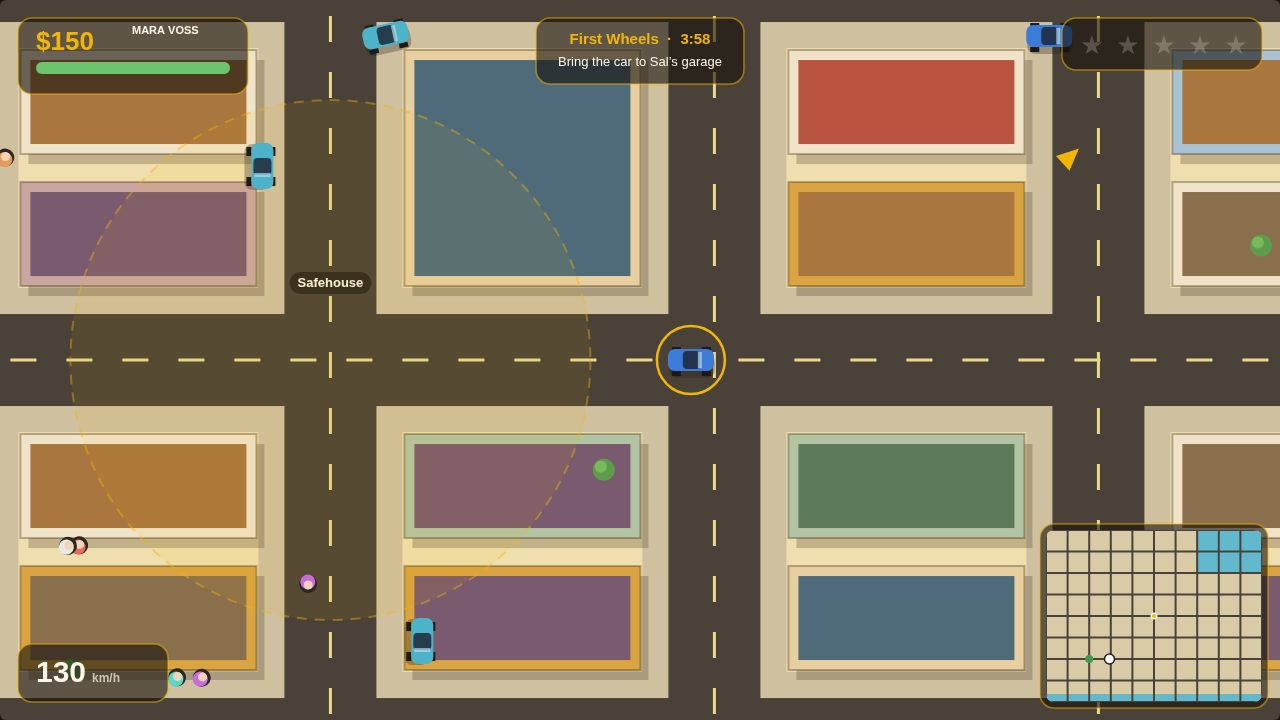 $150
MARA VOSS
First Wheels · 3:58
Bring the car to Sal's garage
Safehouse
130 km/h